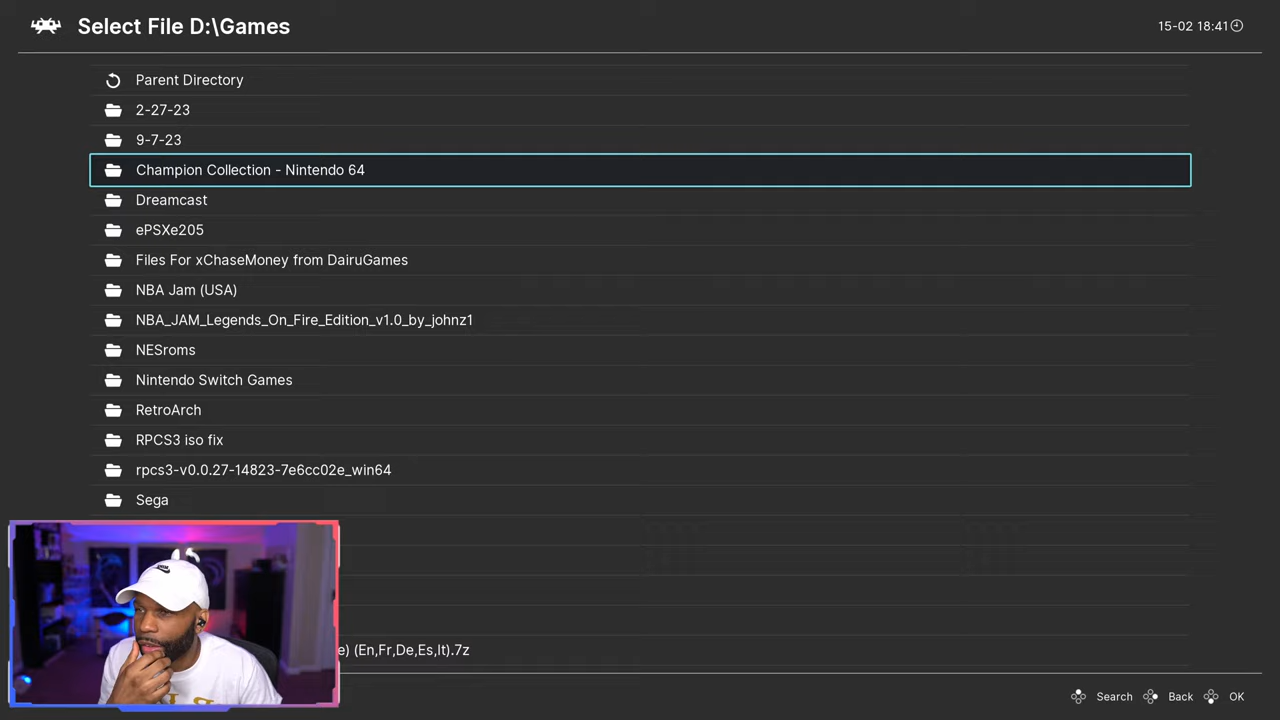 Select File D:\Games
15-02 18:41
Parent Directory
2-27-23
9-7-23
Champion Collection - Nintendo 64
Dreamcast
ePSXe205
Files For xChaseMoney from DairuGames
NBA Jam (USA)
NBA_JAM_Legends_On_Fire_Edition_v1.0_by_johnz1
NESroms
Nintendo Switch Games
RetroArch
RPCS3 iso fix
rpcs3-v0.0.27-14823-7e6cc02e_win64
Sega
e) (En,Fr,De,Es,It).7z
Search Back OK